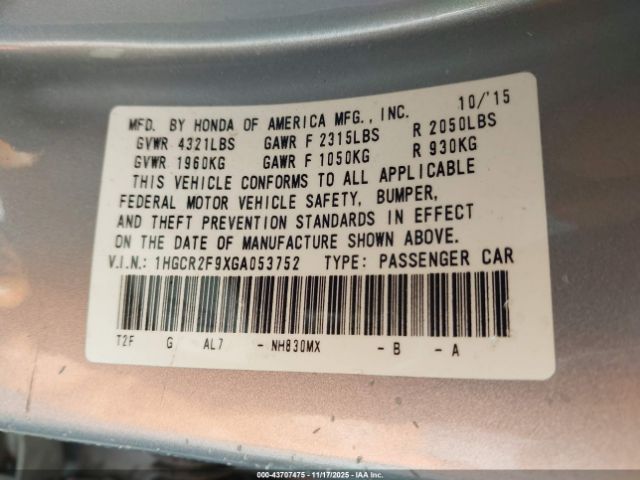 MFD. BY HONDA OF AMERICA MFG., INC. 10/'15
GVWR 4321LBS GAWR F 2315LBS R 2050LBS
GVWR 1960KG GAWR F 1050KG R 930KG
THIS VEHICLE CONFORMS TO ALL APPLICABLE
FEDERAL MOTOR VEHICLE SAFETY, BUMPER,
AND THEFT PREVENTION STANDARDS IN EFFECT
ON THE DATE OF MANUFACTURE SHOWN ABOVE.
V.I.N.: 1HGCR2F9XGA053752 TYPE: PASSENGER CAR
T2F G AL7 - NH830MX - B - A
000-43707475 - 11/17/2025 - IAA Inc.